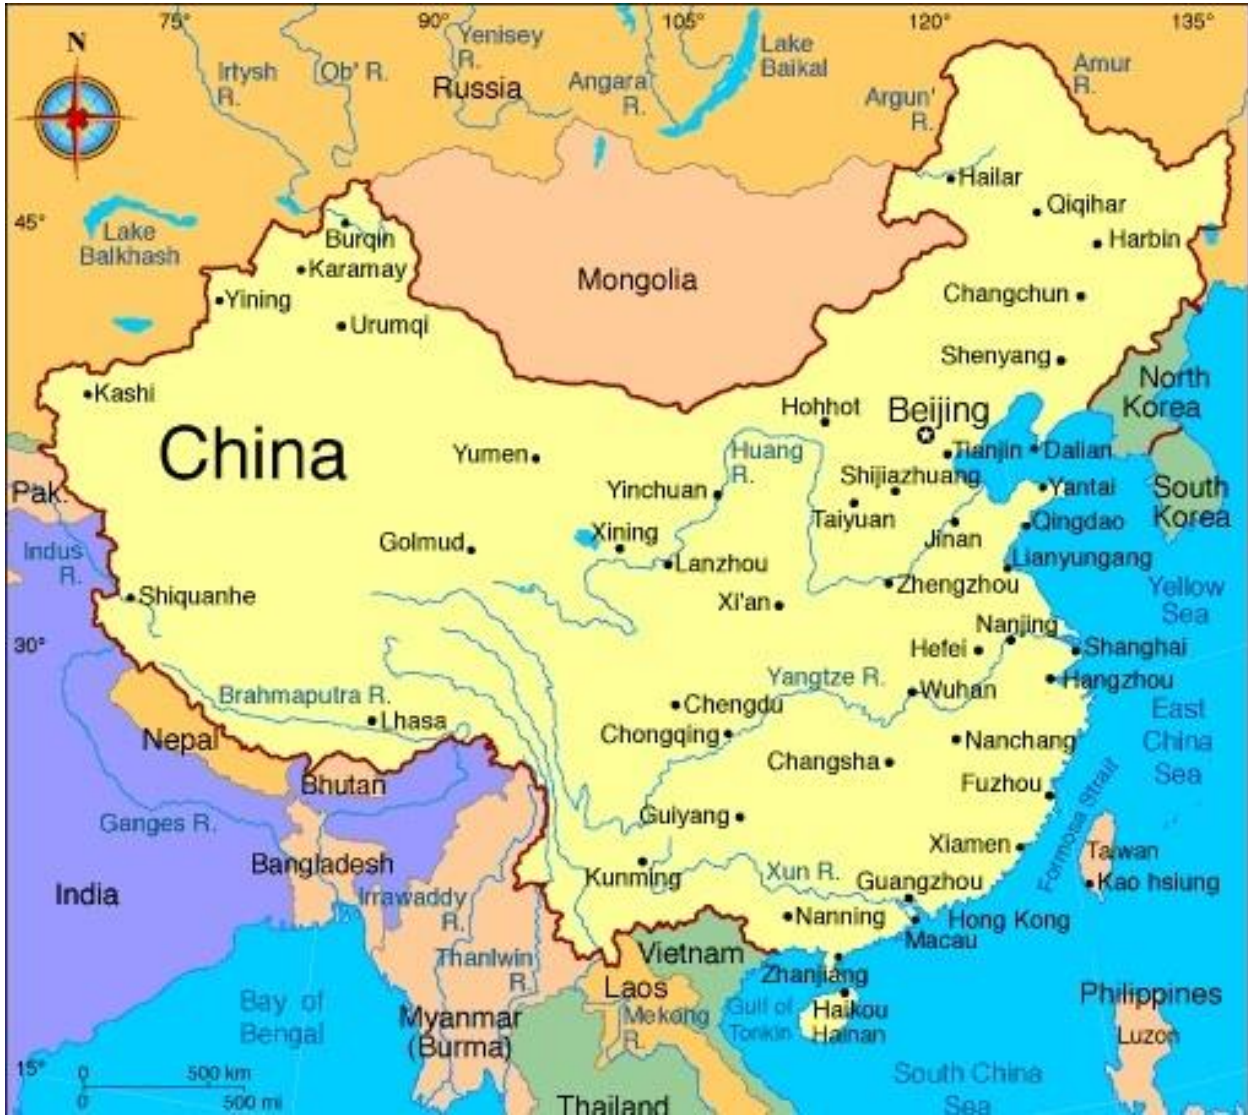 75°
90°
105°
120°
135°
N
Irtysh
R.
Ob' R.
Yenisey
R.
Russia
Angara
R.
Lake
Baikal
Argun'
R.
Amur
R.
45°
Lake
Balkhash
Hailar
Qiqihar
Harbin
Burqin
Karamay
Yining
Urumqi
Mongolia
Changchun
Shenyang
Kashi
China
Hohhot
Beijing
North
Korea
Yumen
Huang
R.
Tianjin
Dalian
Shijiazhuang
Yinchuan
Yantai
South
Korea
Pak.
Taiyuan
Golmud
Xining
Jinan
Qingdao
Indus
R.
Lanzhou
Lianyungang
Shiquanhe
Xi'an
Zhengzhou
Yellow
Sea
30°
Nanjing
Hefei
Shanghai
Brahmaputra R.
Yangtze R.
Wuhan
Hangzhou
Lhasa
Chengdu
East
China
Sea
Nepal
Chongqing
Nanchang
Changsha
Bhutan
Fuzhou
Formosa Strait
Ganges R.
Guiyang
Xiamen
Bangladesh
Taiwan
India
Kunming
Xun R.
Guangzhou
Kao hsiung
Irrawaddy
R.
Nanning
Hong Kong
Macau
Thanlwin
R.
Vietnam
Zhanjiang
Laos
Philippines
Bay of
Bengal
Gulf of
Tonkin
Haikou
Hainan
Myanmar
(Burma)
Mekong
R.
Luzon
15°
0
500 km
0
500 mi
South China
Sea
Thailand